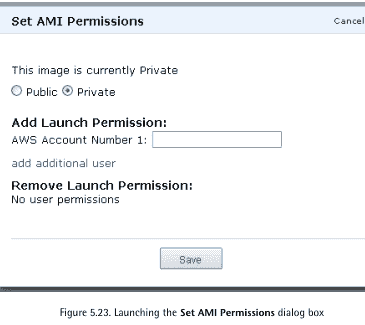 Set AMI Permissions Cancel
This image is currently Private
Public Private
Add Launch Permission:
AWS Account Number 1:
add additional user
Remove Launch Permission:
No user permissions
Save
Figure 5.23. Launching the Set AMI Permissions dialog box